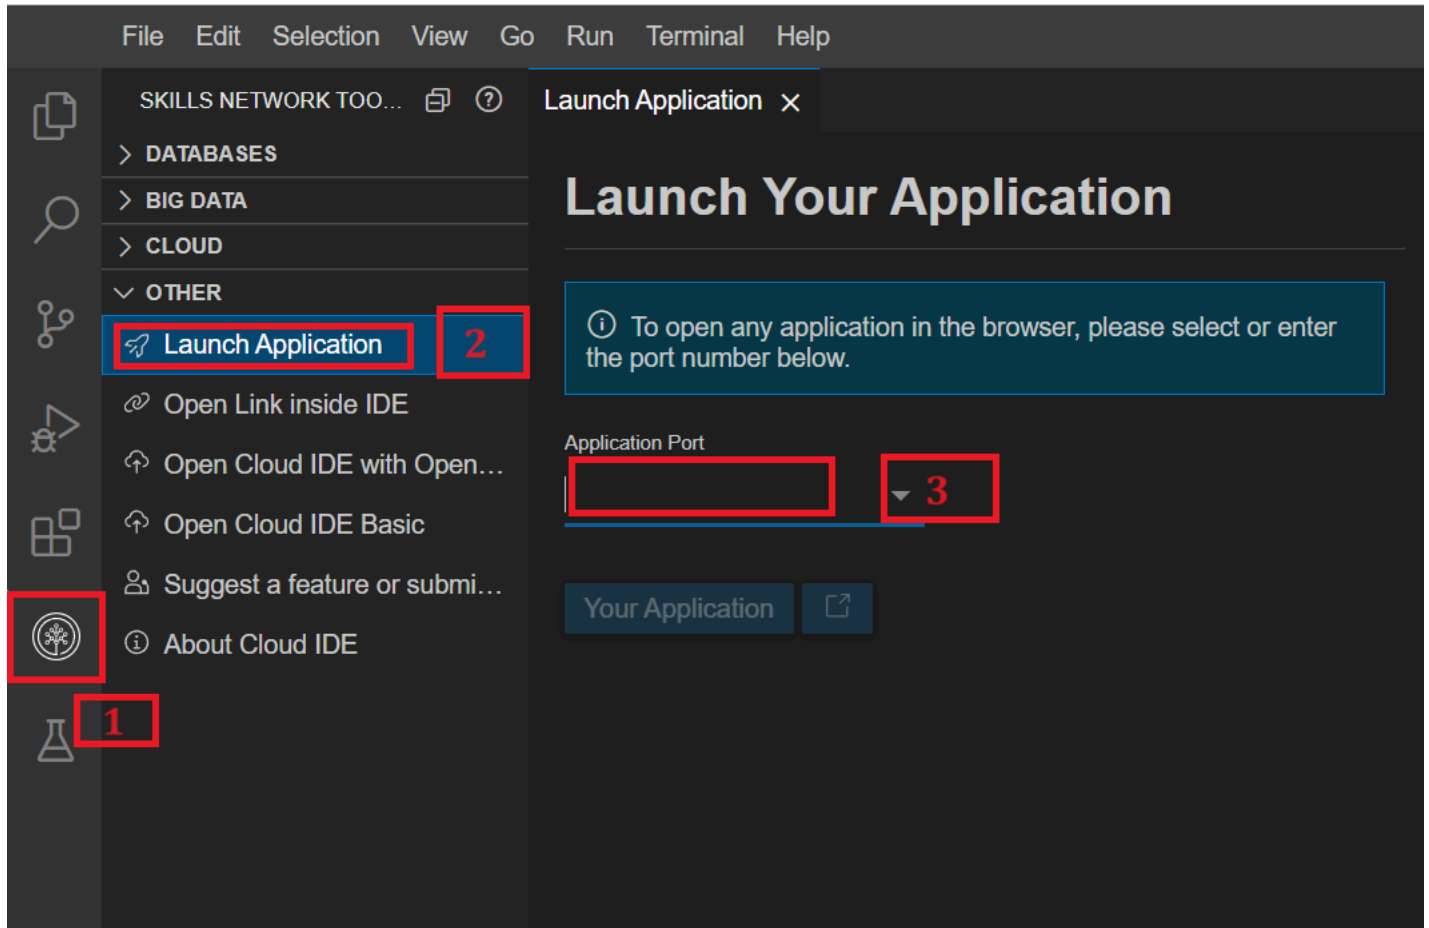 File Edit Selection View Go Run Terminal Help
SKILLS NETWORK TOO...
DATABASES
BIG DATA
CLOUD
OTHER
Launch Application 2
Open Link inside IDE
Open Cloud IDE with Open...
Open Cloud IDE Basic
Suggest a feature or submi...
About Cloud IDE
1
Launch Application
Launch Your Application
To open any application in the browser, please select or enter
the port number below.
Application Port
3
Your Application